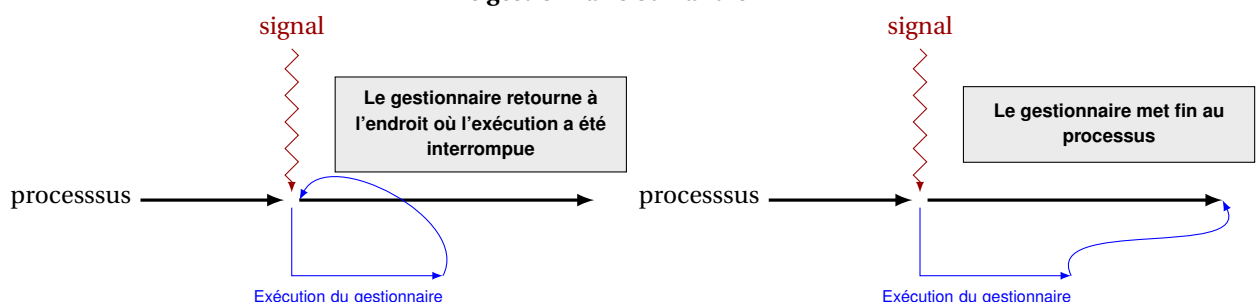 signal
signal
Le gestionnaire retourne à
l'endroit où l'exécution a été
interrompue
Le gestionnaire met fin au
processus
processsus
processsus
Exécution du gestionnaire
Exécution du gestionnaire